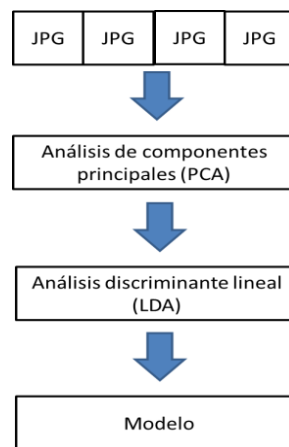 JPG JPG JPG JPG
Análisis de componentes
principales (PCA)
Análisis discriminante lineal
(LDA)
Modelo